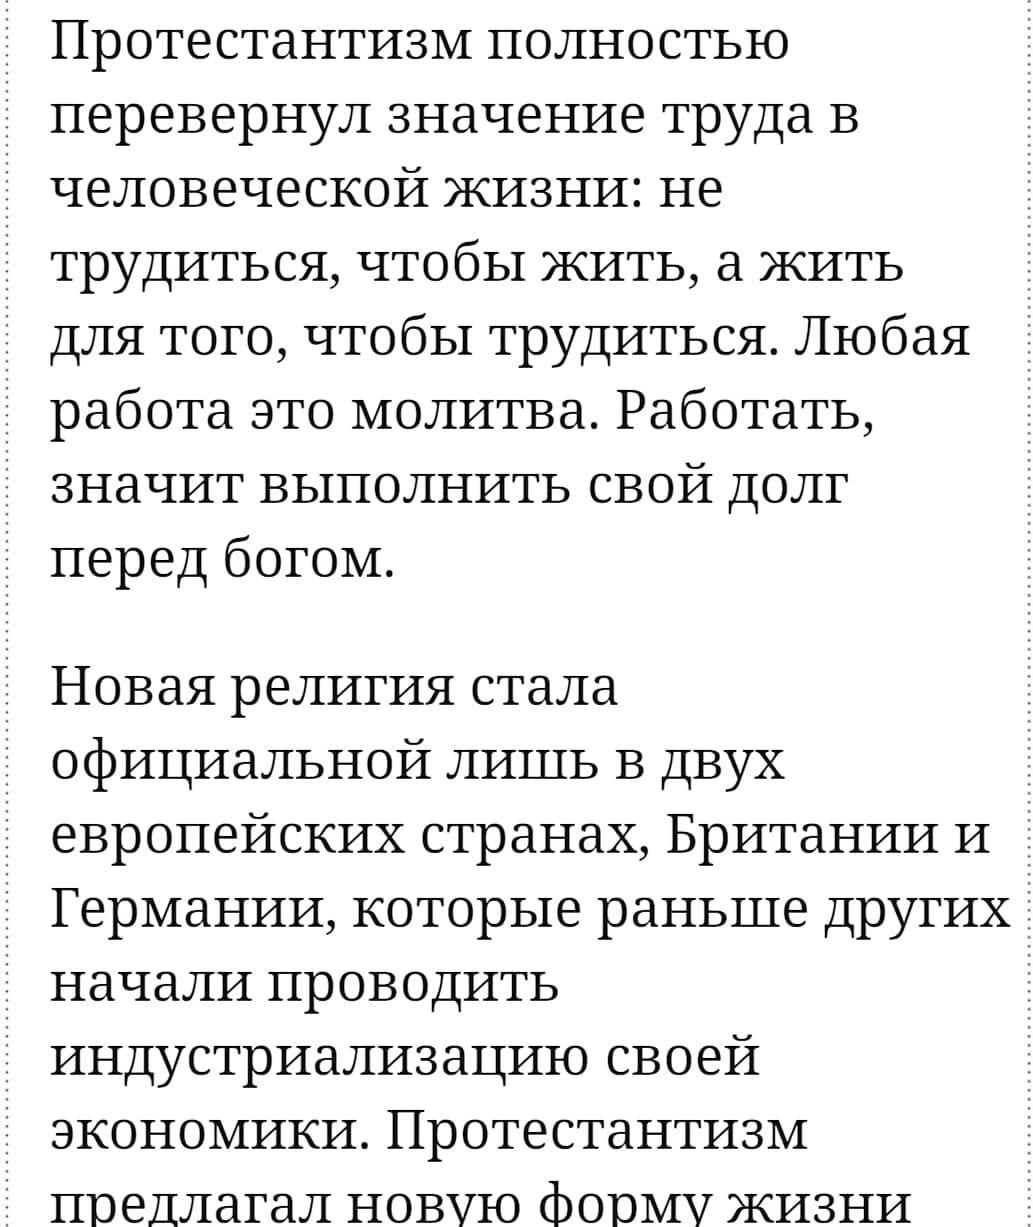 Протестантизм полностью
перевернул значение труда в
человеческой жизни: не
трудиться, чтобы жить, а жить
для того, чтобы трудиться. Любая
работа это молитва. Работать,
значит выполнить свой долг
перед богом.
Новая религия стала
официальной лишь в двух
европейских странах, Британии и
Германии, которые раньше других
начали проводить
индустриализацию своей
экономики. Протестантизм
предлагал новую форму жизни